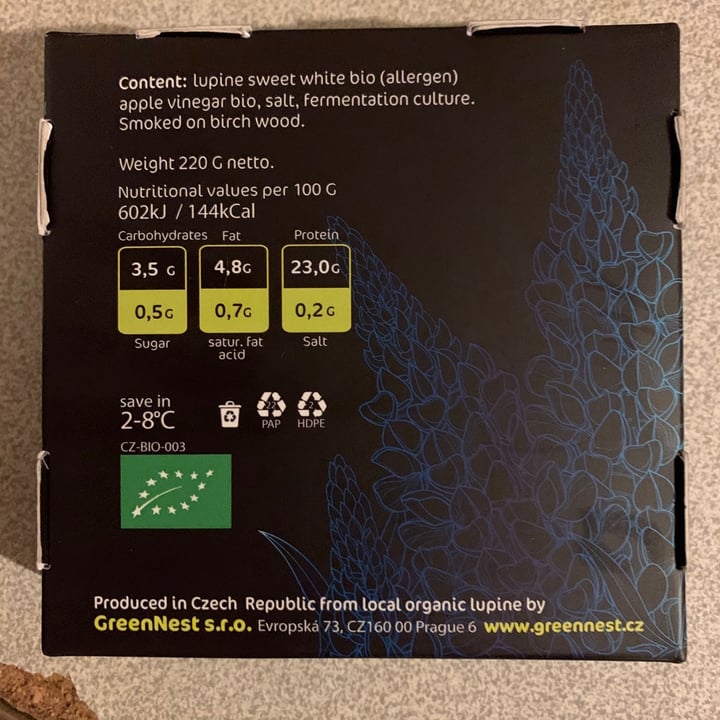 Content: lupine sweet white bio (allergen)
apple vinegar bio, salt, fermentation culture.
Smoked on birch wood.
Weight 220 G netto.
Nutritional values per 100 G
602kJ / 144kCal
Carbohydrates Fat Protein
3,5 G 4,8G 23,0G
0,5G 0,7G 0,2G
Sugar satur. fat Salt
acid
save in
2-8°C
22 2
PAP HDPE
CZ-BIO-003
Produced in Czech Republic from local organic lupine by
GreenNest s.r.o. Evropská 73, CZ160 00 Prague 6 www.greennest.cz